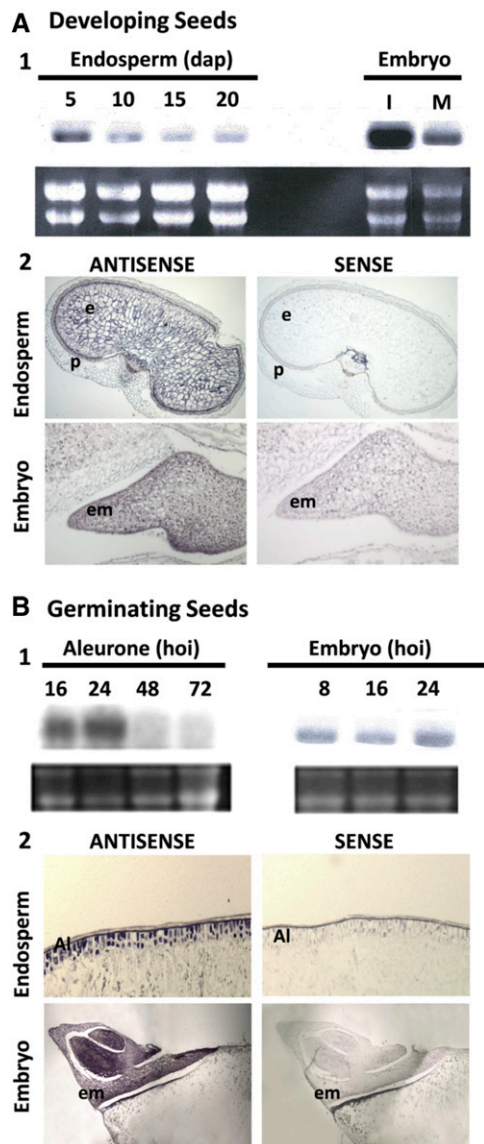 A Developing Seeds
1 Endosperm (dap) Embryo
5 10 15 20 I M
2 ANTISENSE SENSE
Endosperm
e
p
e
p
Embryo
em
em
B Germinating Seeds
1 Aleurone (hoi) Embryo (hoi)
16 24 48 72 8 16 24
2 ANTISENSE SENSE
Endosperm
Al
Al
Embryo
em
em